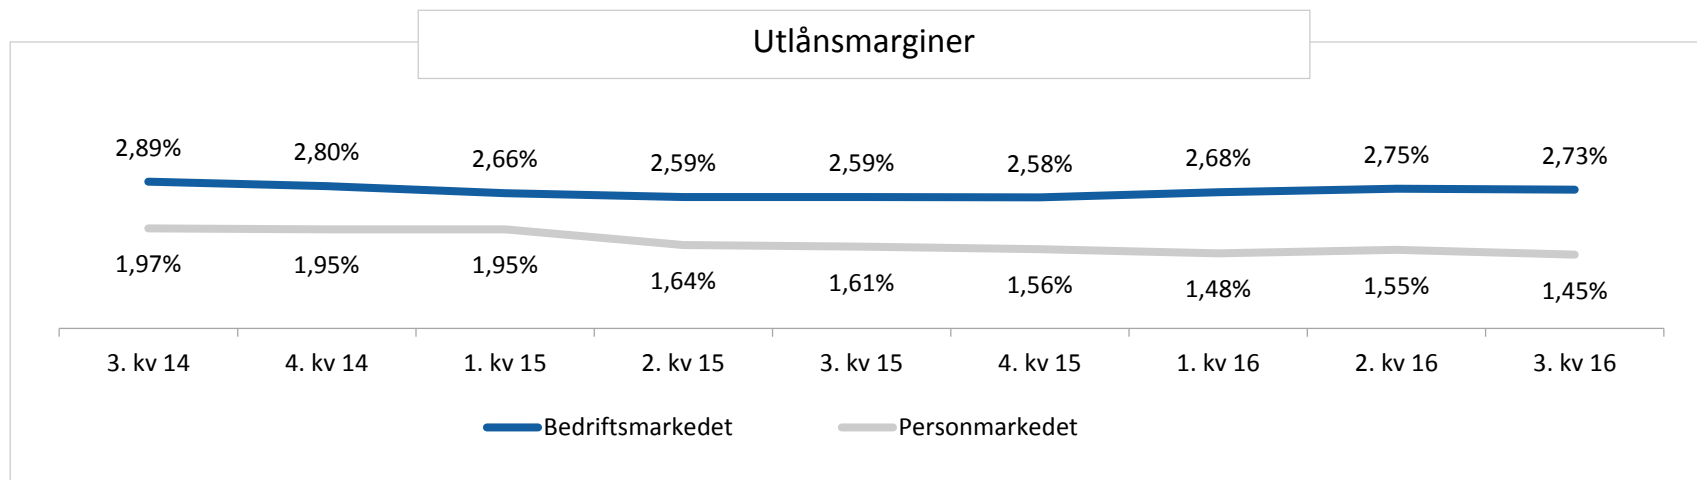 Utlånsmarginer
2,89% 2,80% 2,66% 2,59% 2,59% 2,58% 2,68% 2,75% 2,73%
1,97% 1,95% 1,95% 1,64% 1,61% 1,56% 1,48% 1,55% 1,45%
3. kv 14 4. kv 14 1. kv 15 2. kv 15 3. kv 15 4. kv 15 1. kv 16 2. kv 16 3. kv 16
Bedriftsmarkedet Personmarkedet